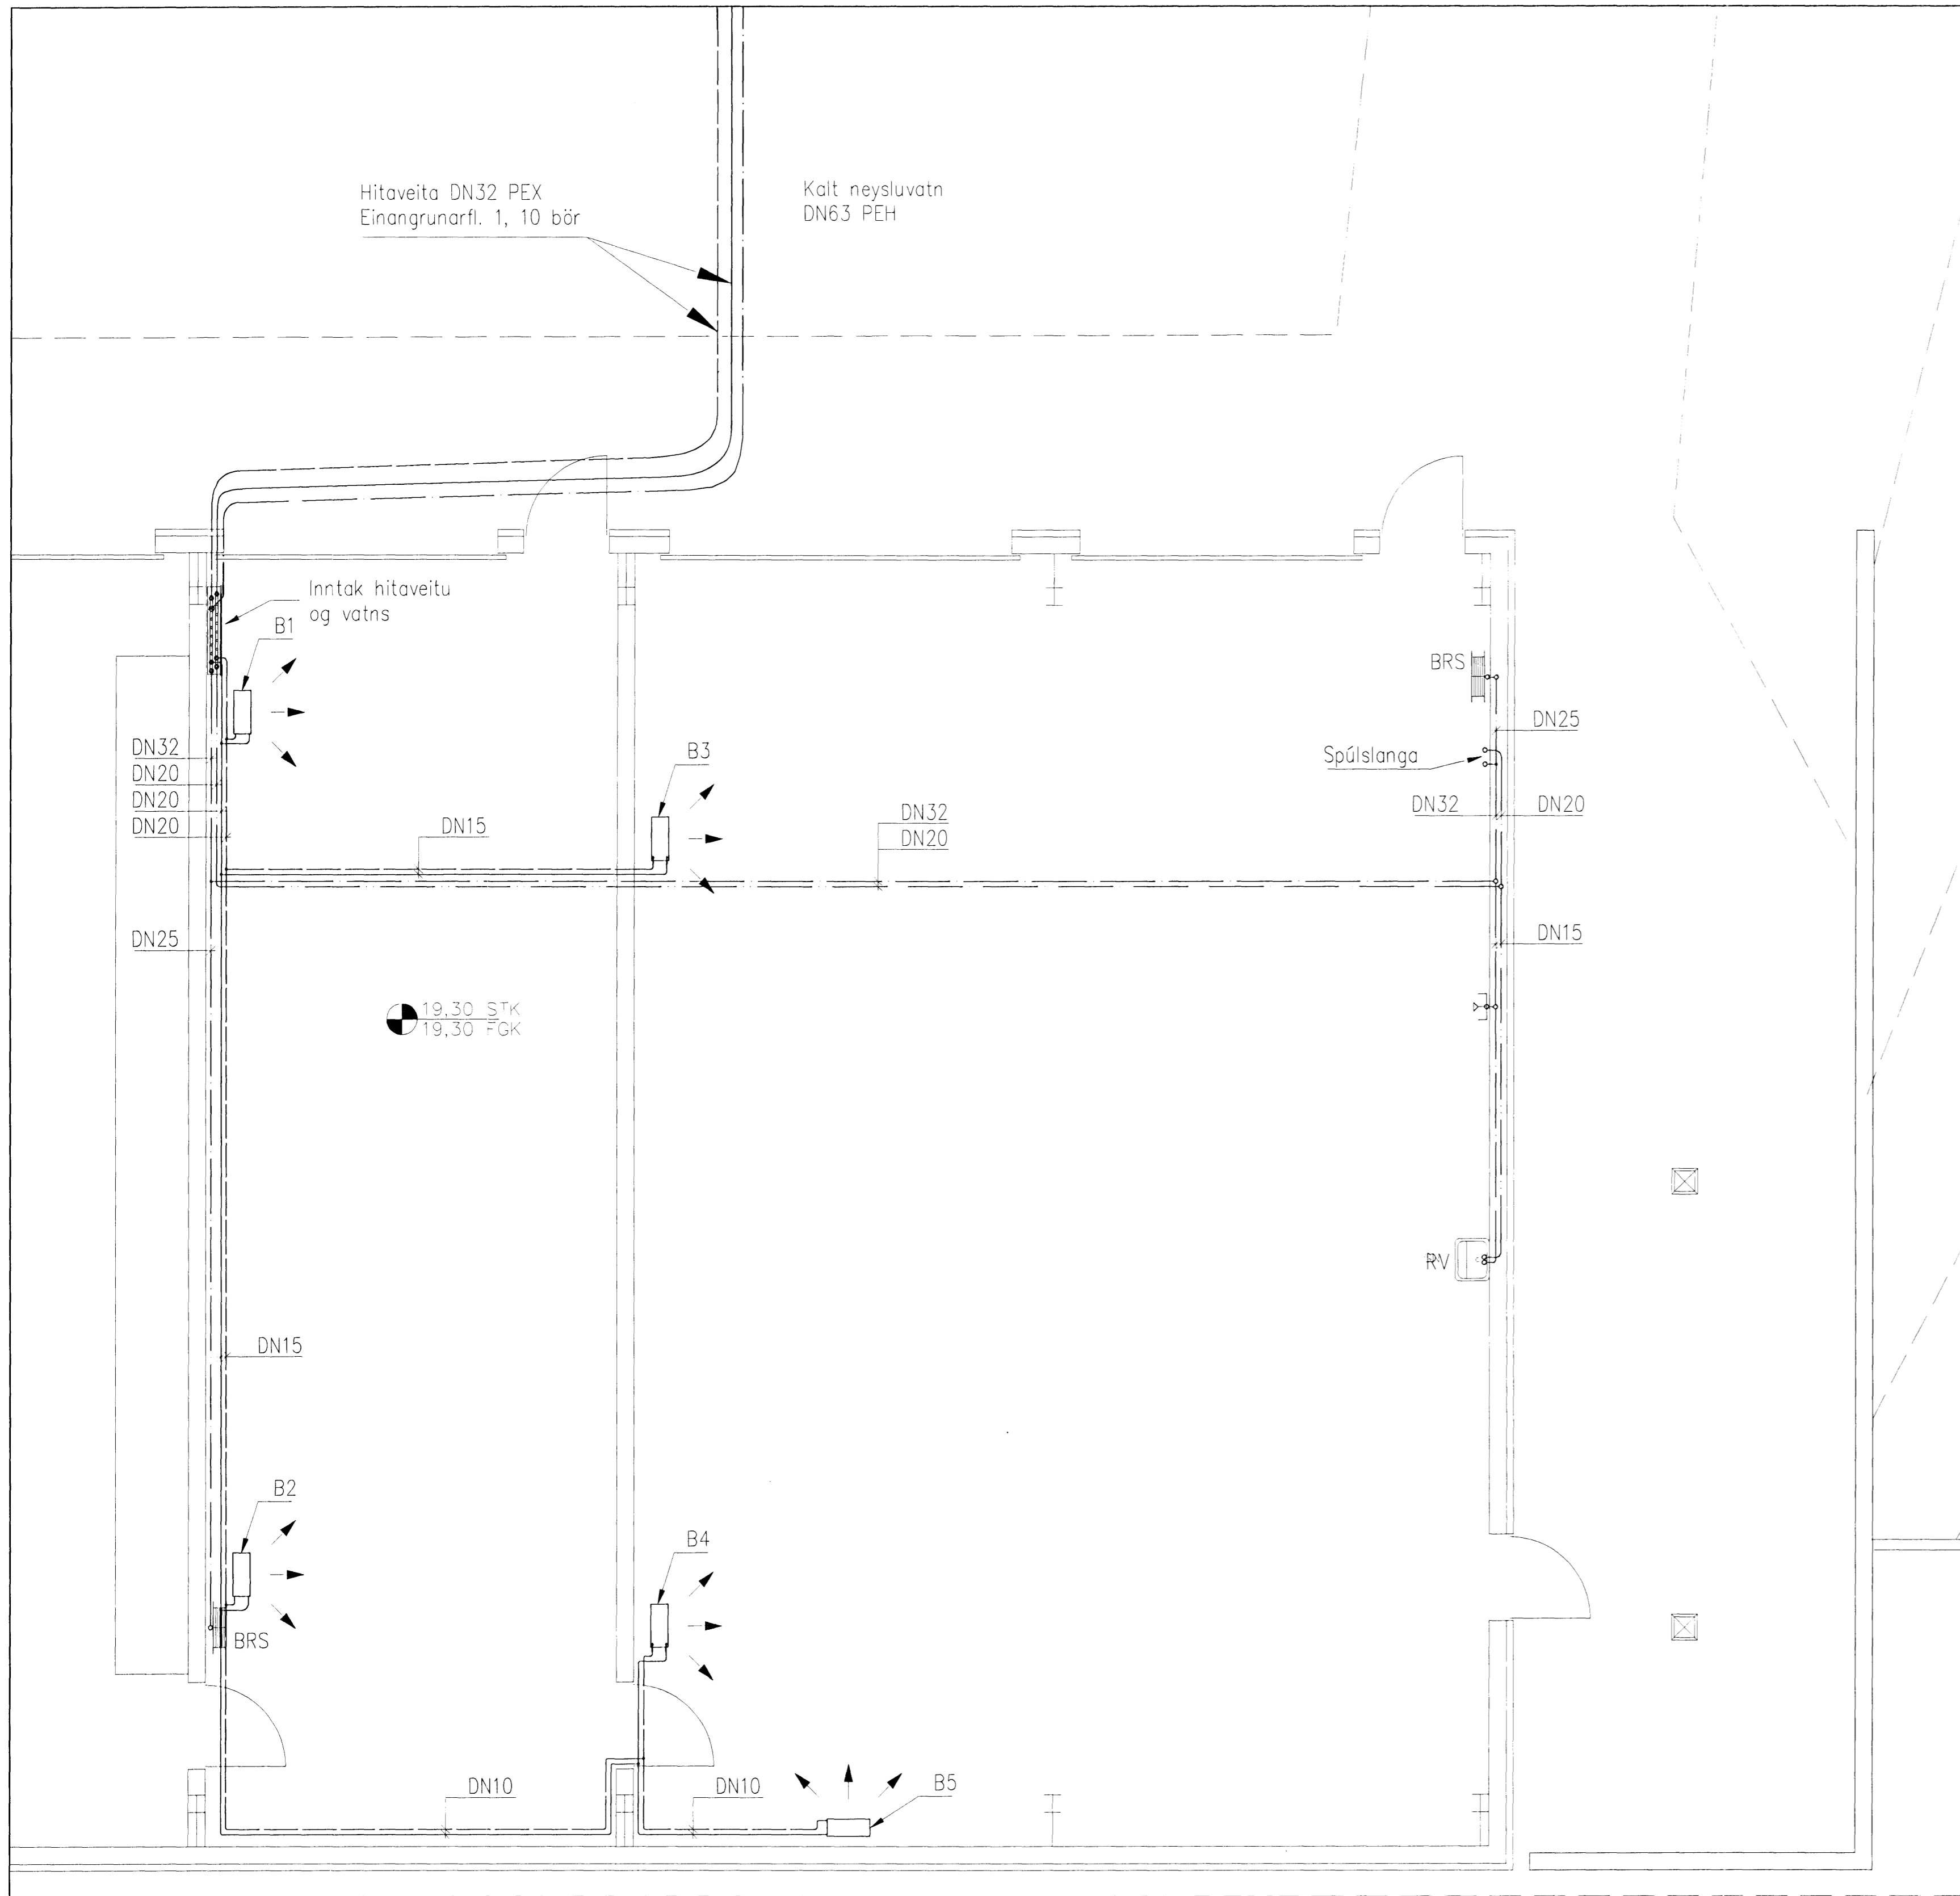 Hitaveita DN32 PEX
Einangrunarfl. 1, 10 bör
Kalt neysluvatn
DN63 PEH
Inntak hitaveitu
og vatns
B1
BRS
DN25
Spúlslanga
DN32
DN20
DN32
DN20
DN20
DN20
B3
DN15
DN32
DN20
DN25
DN15
19,30 STK
19,30 FGK
RV
DN15
B2
B4
BRS
DN10
DN10
B5